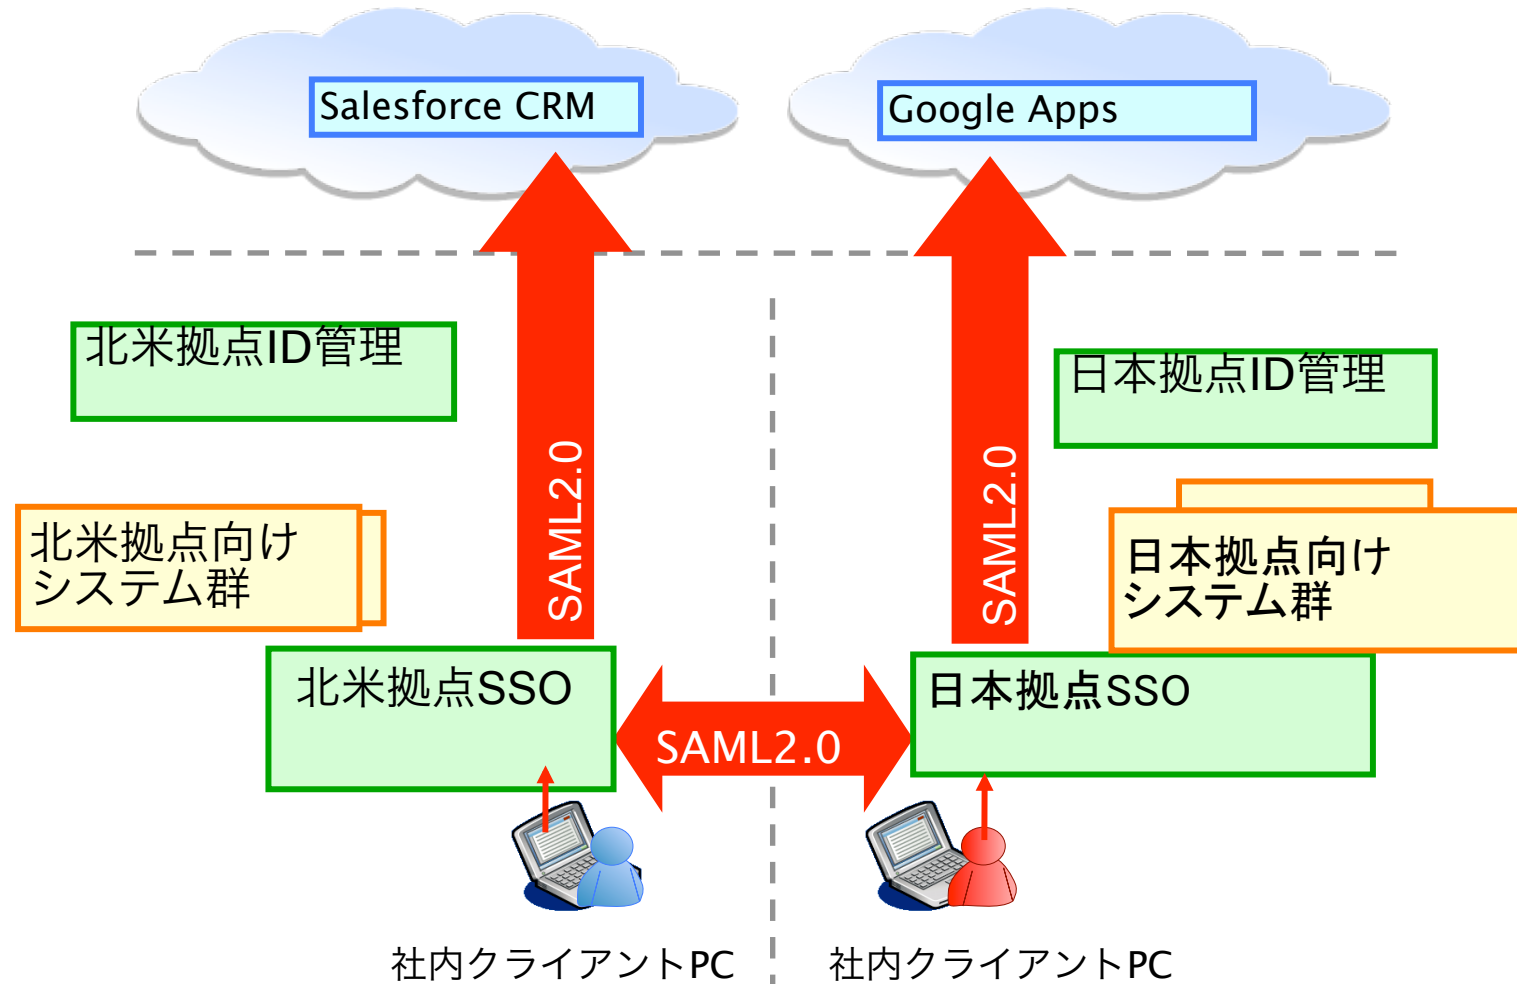 Salesforce CRM
Google Apps
北米拠点ID管理
日本拠点ID管理
SAML2.0
SAML2.0
北米拠点向け
システム群
日本拠点向け
システム群
北米拠点SSO
日本拠点SSO
SAML2.0
社内クライアントPC
社内クライアントPC